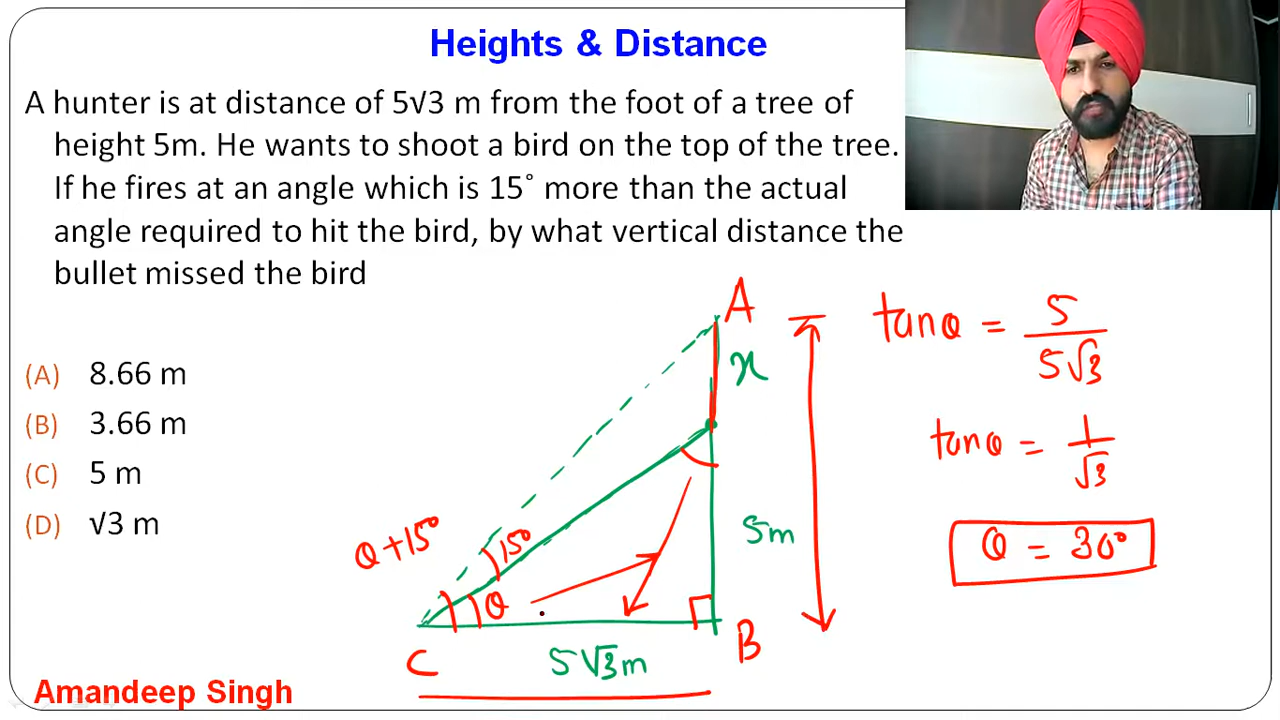 Heights & Distance
A hunter is at distance of 5√3 m from the foot of a tree of
height 5m. He wants to shoot a bird on the top of the tree.
If he fires at an angle which is 15° more than the actual
angle required to hit the bird, by what vertical distance the
bullet missed the bird
(A) 8.66 m
(B) 3.66 m
(C) 5 m
(D) √3 m
A
x
θ+15°
15°
θ
5m
C
5√3m
B
tanθ = 5/5√3
tanθ = 1/√3
θ = 30°
Amandeep Singh